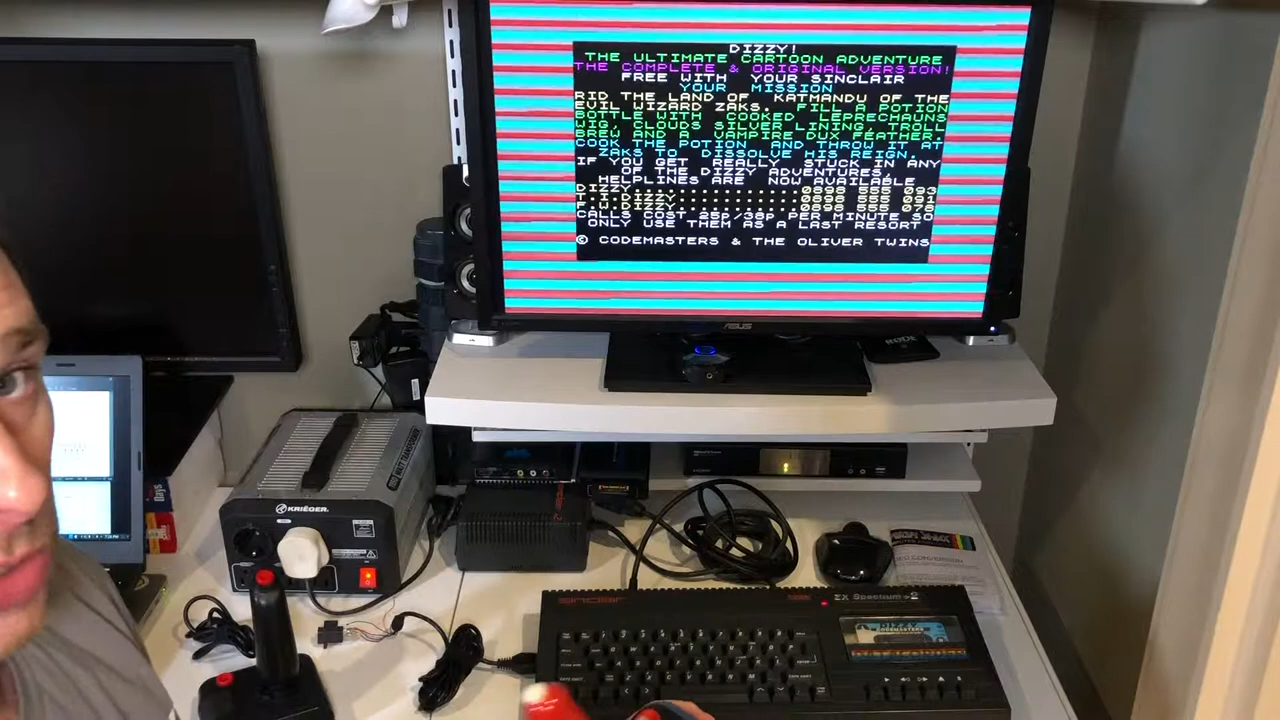 DIZZY!
THE ULTIMATE CARTOON ADVENTURE
THE COMPLETE & ORIGINAL VERSION!
FREE WITH YOUR SINCLAIR
YOUR MISSION
RID THE LAND OF KATMANDU OF THE
EVIL WIZARD ZAKS. FILL A POTION
BOTTLE WITH COOKED LEPRECHAUNS
WIG, CLOUDS SILVER LINING, TROLL
BREW AND A VAMPIRE DUX FEATHER.
COOK THE POTION AND THROW IT AT
ZAKS TO DISSOLVE HIS REIGN.
IF YOU GET REALLY STUCK IN ANY
OF THE DIZZY ADVENTURES,
HELPLINES ARE NOW AVAILABLE
DIZZY...............0898 555 093
T.I.DIZZY...........0898 555 091
F.W.DIZZY...........0898 555 078
CALLS COST 25p/38p PER MINUTE SO
ONLY USE THEM AS A LAST RESORT
© CODEMASTERS & THE OLIVER TWINS
ASUS
RODE
KRIËGER
sinclair
ZX Spectrum +2
DIZZY
CODEMASTERS